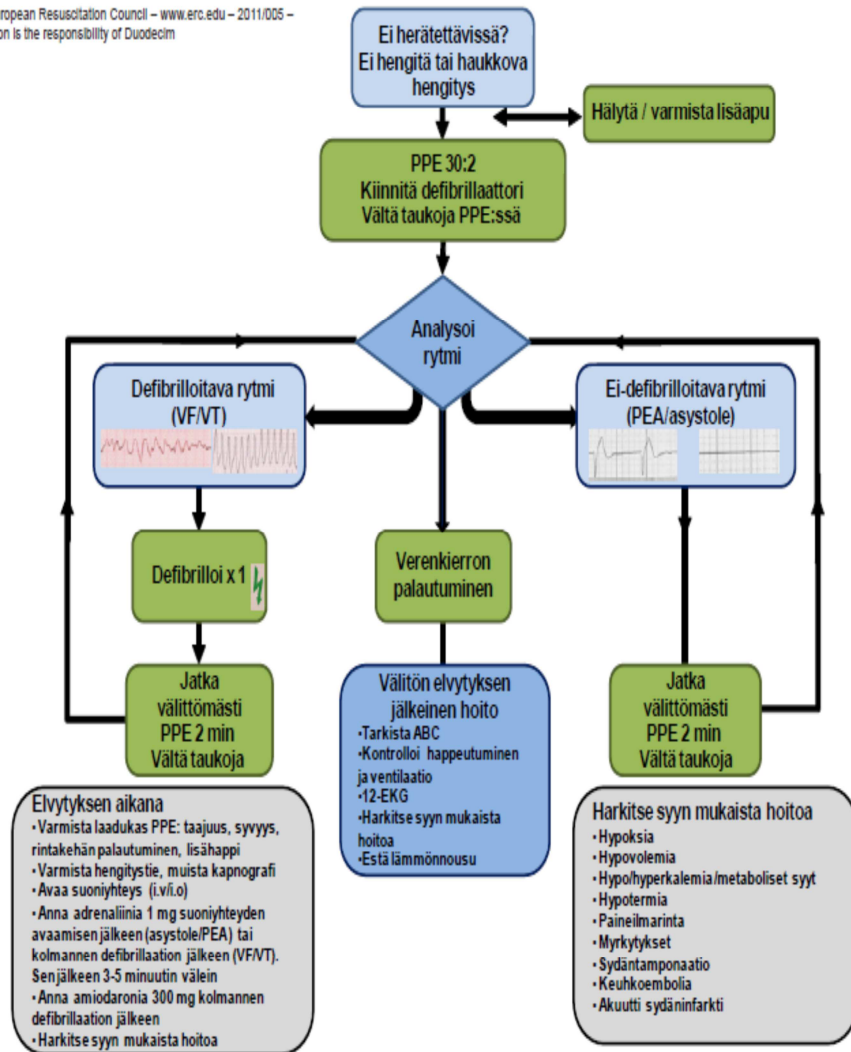 ropean Resuscitation Council – www.erc.edu – 2011/005 –
on is the responsibility of Duodecim
Ei herätettävissä?
Ei hengitä tai haukkova
hengitys
Hälytä / varmista lisäapu
PPE 30:2
Kiinnitä defibrillaattori
Vältä taukoja PPE:ssä
Analysoi
rytmi
Defibrilloitava rytmi
(VF/VT)
Ei-defibrilloitava rytmi
(PEA/asystole)
Defibrilloi x 1
Verenkierron
palautuminen
Jatka
välittömästi
PPE 2 min
Vältä taukoja
Välitön elvytyksen
jälkeinen hoito
•Tarkista ABC
•Kontrolloi happeutuminen
ja ventilaatio
•12-EKG
•Harkitse syyn mukaista
hoitoa
•Estä lämmönnousu
Jatka
välittömästi
PPE 2 min
Vältä taukoja
Elvytyksen aikana
• Varmista laadukas PPE: taajuus, syvyys,
rintakehän palautuminen, lisähappi
• Varmista hengitystie, muista kapnografi
• Avaa suoniyhteys (i.v/i.o)
• Anna adrenaliinia 1 mg suoniyhteyden
avaamisen jälkeen (asystole/PEA) tai
kolmannen defibrillaation jälkeen (VF/VT).
Sen jälkeen 3-5 minuutin välein
• Anna amiodaronia 300 mg kolmannen
defibrillaation jälkeen
• Harkitse syyn mukaista hoitoa
Harkitse syyn mukaista hoitoa
• Hypoksia
• Hypovolemia
• Hypo/hyperkalemia/metaboliset syyt
• Hypotermia
• Paineilmarinta
• Myrkytykset
• Sydäntamponaatio
• Keuhkoembolia
• Akuutti sydäninfarkti